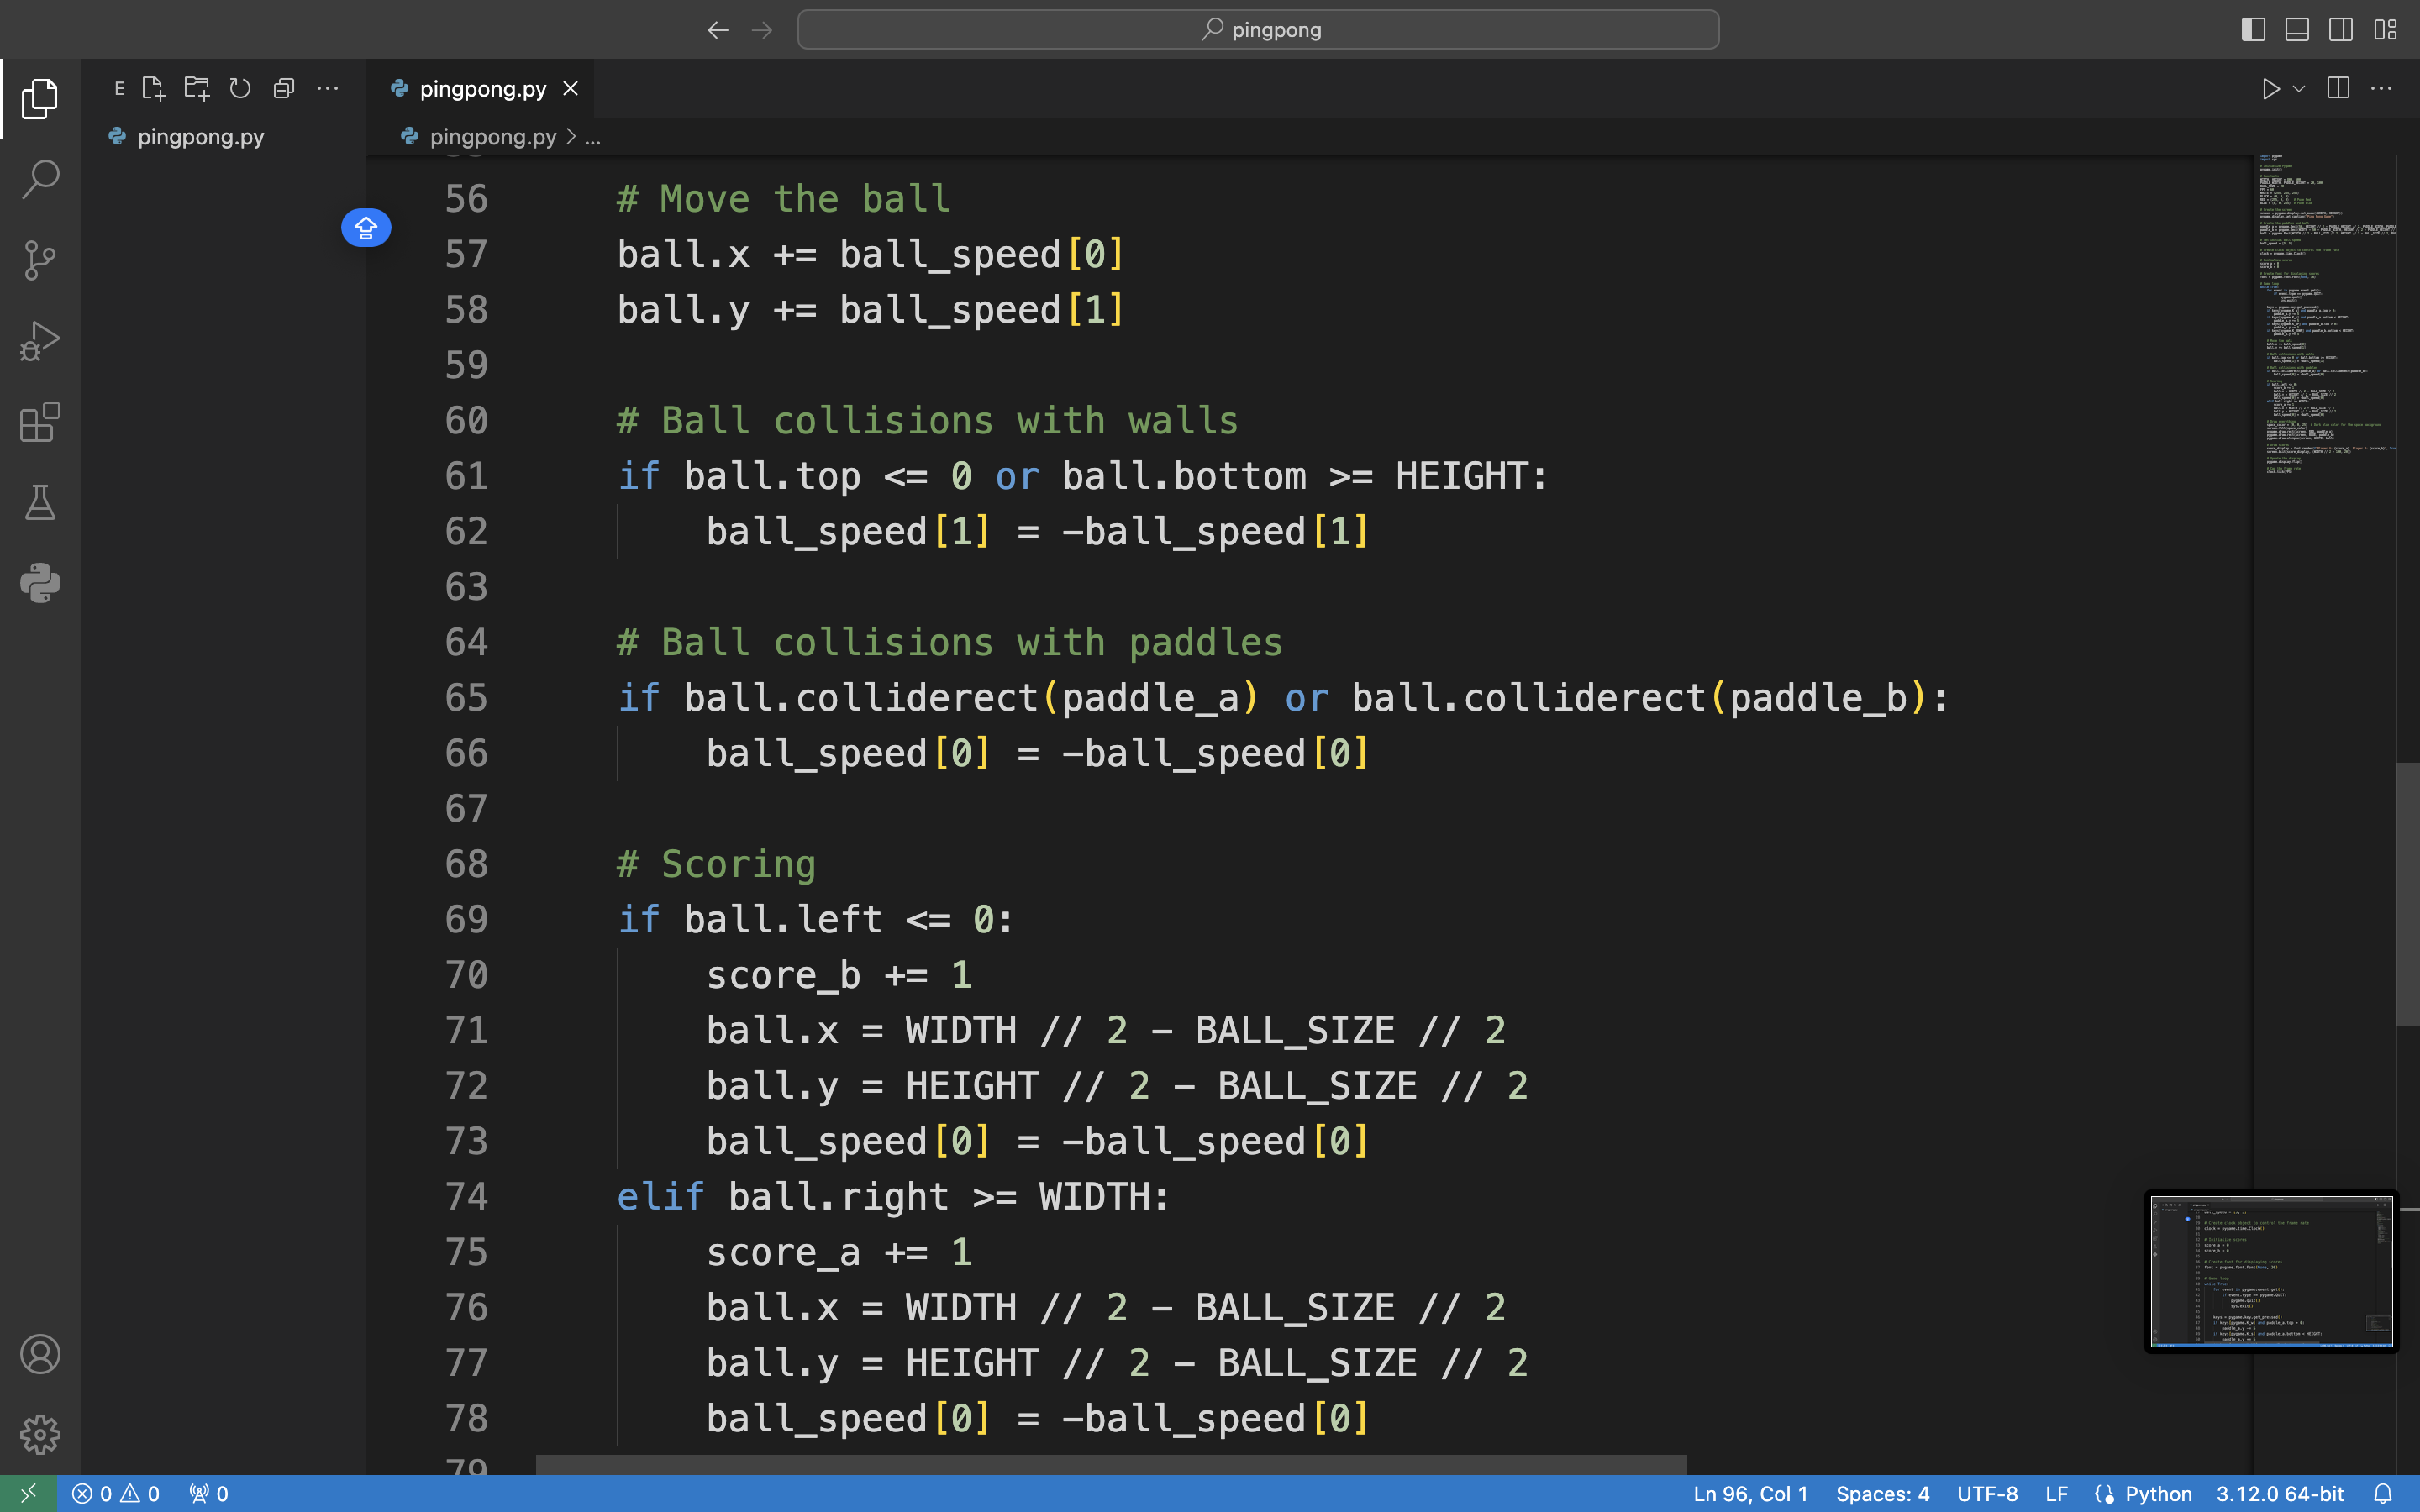 pingpong
E
pingpong.py
pingpong.py
pingpong.py > ...
56 # Move the ball
57 ball.x += ball_speed[0]
58 ball.y += ball_speed[1]
59
60 # Ball collisions with walls
61 if ball.top <= 0 or ball.bottom >= HEIGHT:
62 ball_speed[1] = -ball_speed[1]
63
64 # Ball collisions with paddles
65 if ball.colliderect(paddle_a) or ball.colliderect(paddle_b):
66 ball_speed[0] = -ball_speed[0]
67
68 # Scoring
69 if ball.left <= 0:
70 score_b += 1
71 ball.x = WIDTH // 2 - BALL_SIZE // 2
72 ball.y = HEIGHT // 2 - BALL_SIZE // 2
73 ball_speed[0] = -ball_speed[0]
74 elif ball.right >= WIDTH:
75 score_a += 1
76 ball.x = WIDTH // 2 - BALL_SIZE // 2
77 ball.y = HEIGHT // 2 - BALL_SIZE // 2
78 ball_speed[0] = -ball_speed[0]
79
0 0 0 Ln 96, Col 1 Spaces: 4 UTF-8 LF Python 3.12.0 64-bit